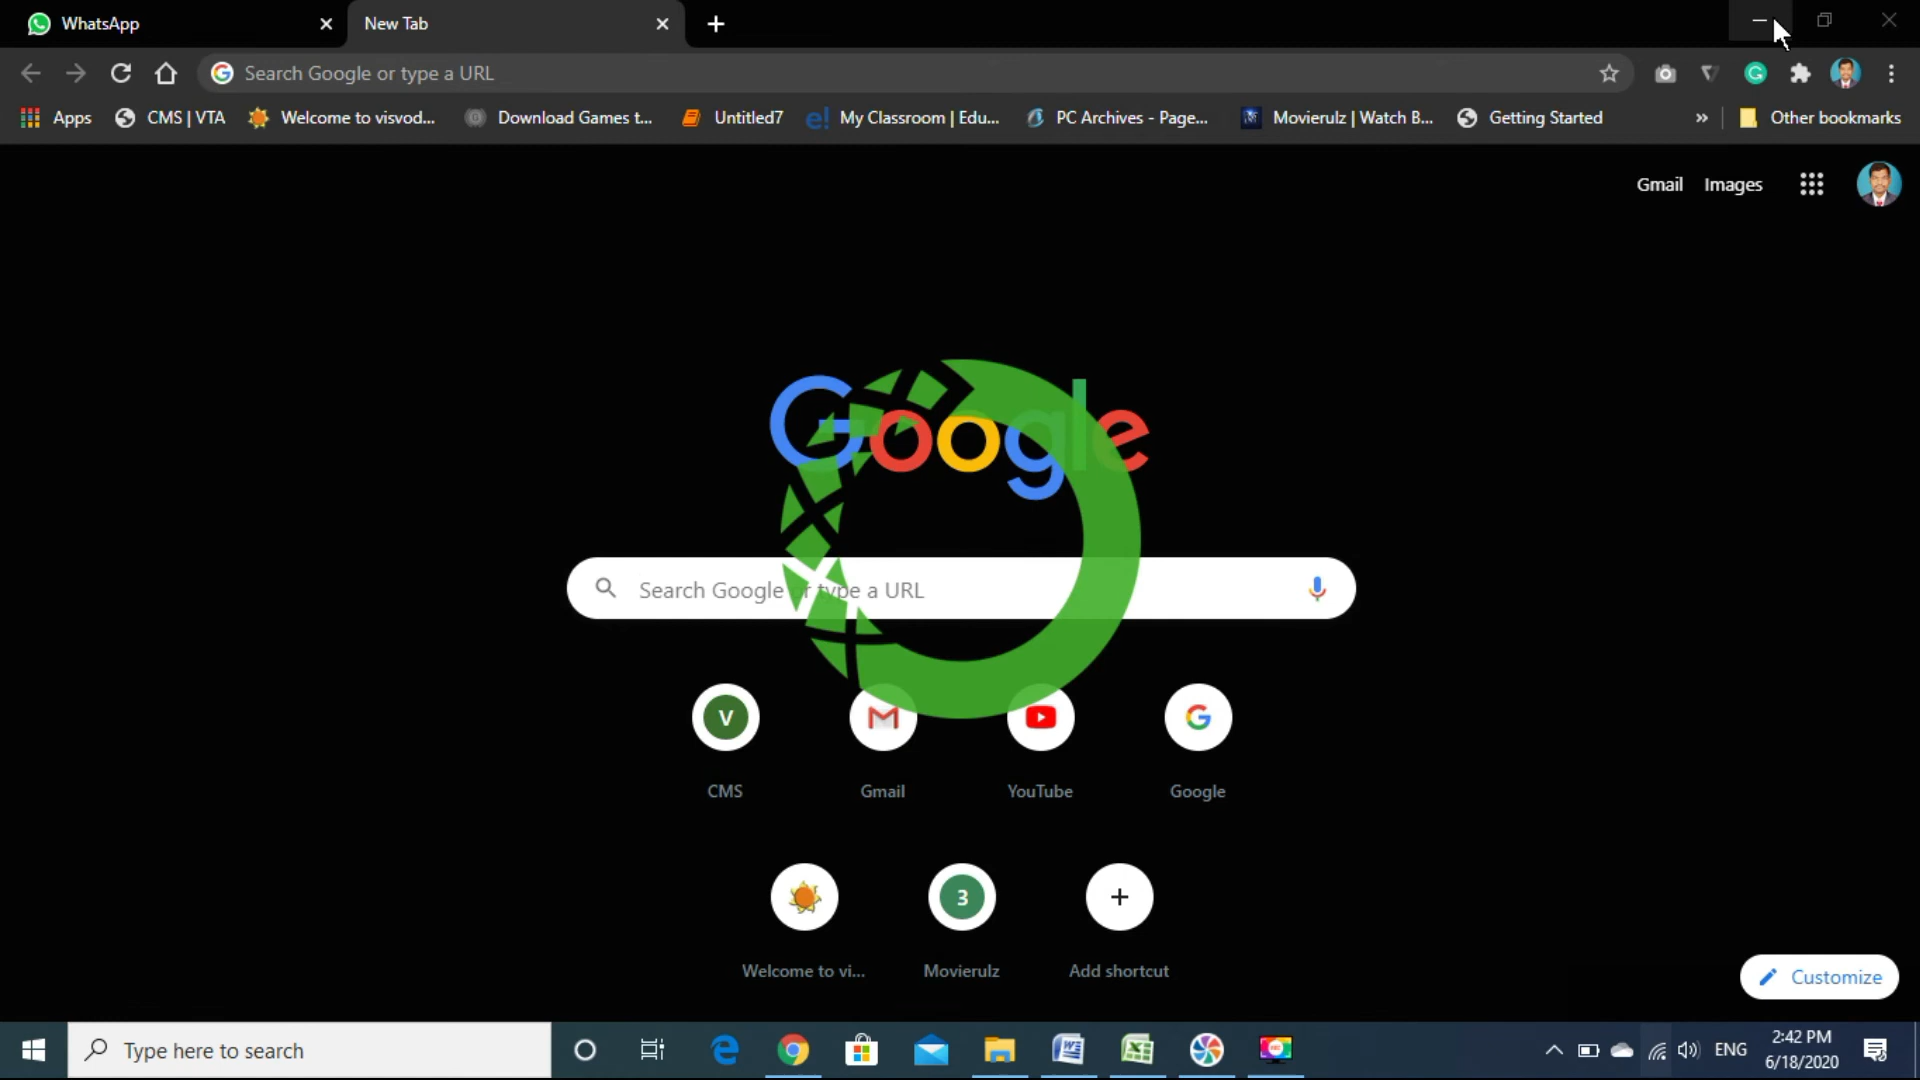 WhatsApp
New Tab
Search Google or type a URL
Apps
CMS | VTA
Welcome to visvod...
Download Games t...
Untitled7
My Classroom | Edu...
PC Archives - Page...
Movierulz | Watch B...
Getting Started
»
Other bookmarks
Gmail
Images
Google
Search Google or type a URL
V
CMS
Gmail
YouTube
G
Google
Welcome to vi...
3
Movierulz
Add shortcut
Customize
Type here to search
ENG
2:42 PM
6/18/2020